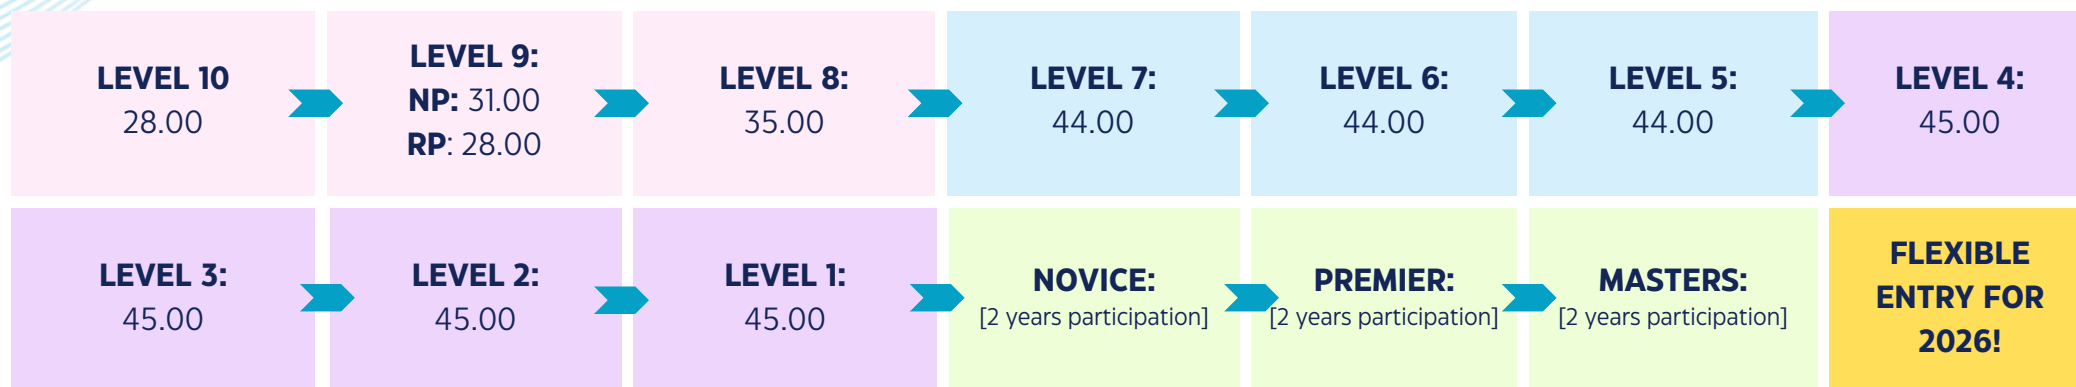 LEVEL 10
28.00
LEVEL 9:
NP: 31.00
RP: 28.00
LEVEL 8:
35.00
LEVEL 7:
44.00
LEVEL 6:
44.00
LEVEL 5:
44.00
LEVEL 4:
45.00
LEVEL 3:
45.00
LEVEL 2:
45.00
LEVEL 1:
45.00
NOVICE:
[2 years participation]
PREMIER:
[2 years participation]
MASTERS:
[2 years participation]
FLEXIBLE
ENTRY FOR
2026!